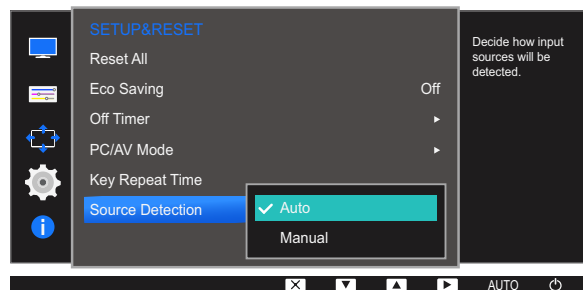 SETUP&RESET
Reset All
Eco Saving Off
Off Timer
PC/AV Mode
Key Repeat Time
Source Detection
Auto
Manual
Decide how input
sources will be
detected.
AUTO